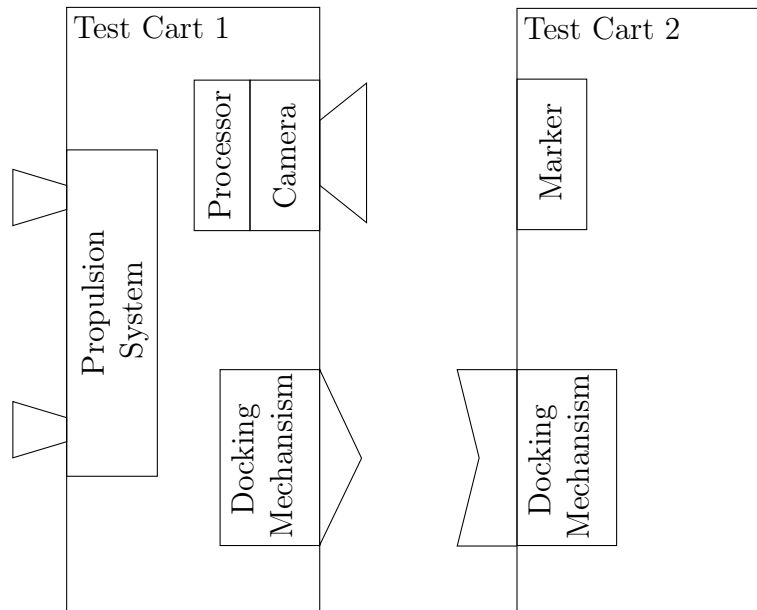 Test Cart 1
Test Cart 2
Processor
Camera
Marker
Propulsion
System
Docking
Mechansism
Docking
Mechansism